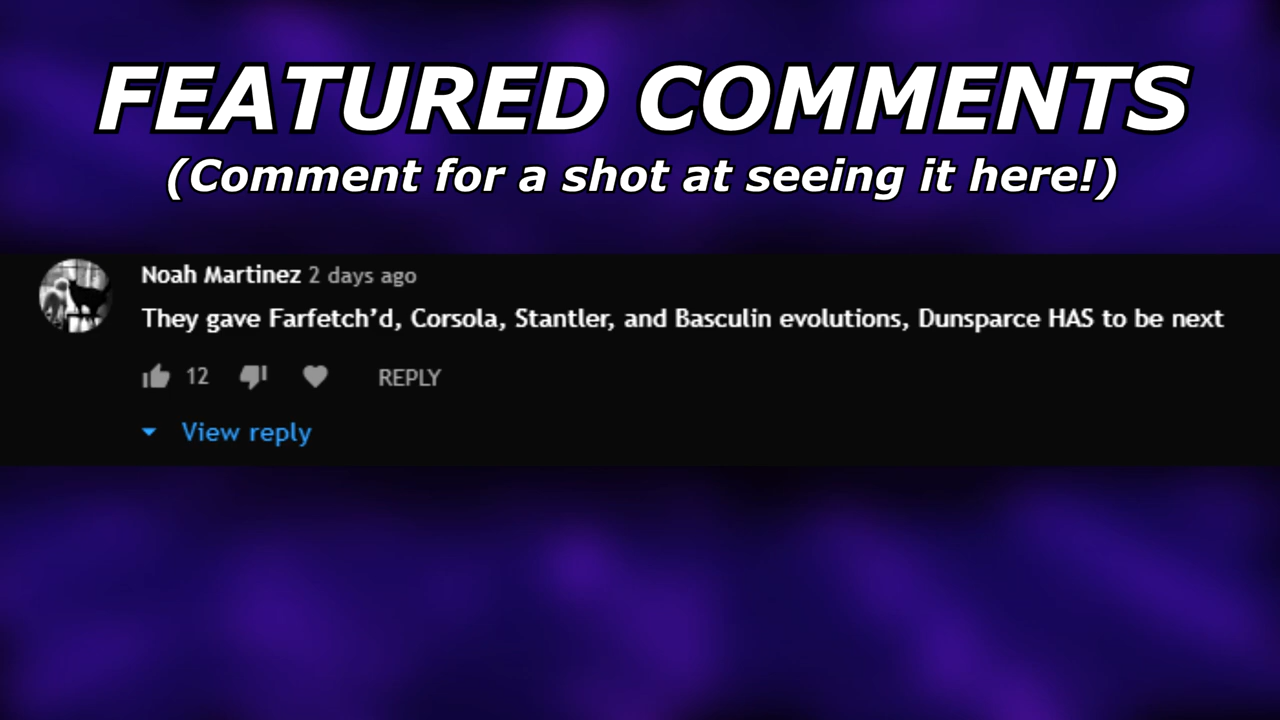 FEATURED COMMENTS
(Comment for a shot at seeing it here!)
Noah Martinez 2 days ago
They gave Farfetch’d, Corsola, Stantler, and Basculin evolutions, Dunsparce HAS to be next
12 REPLY
View reply